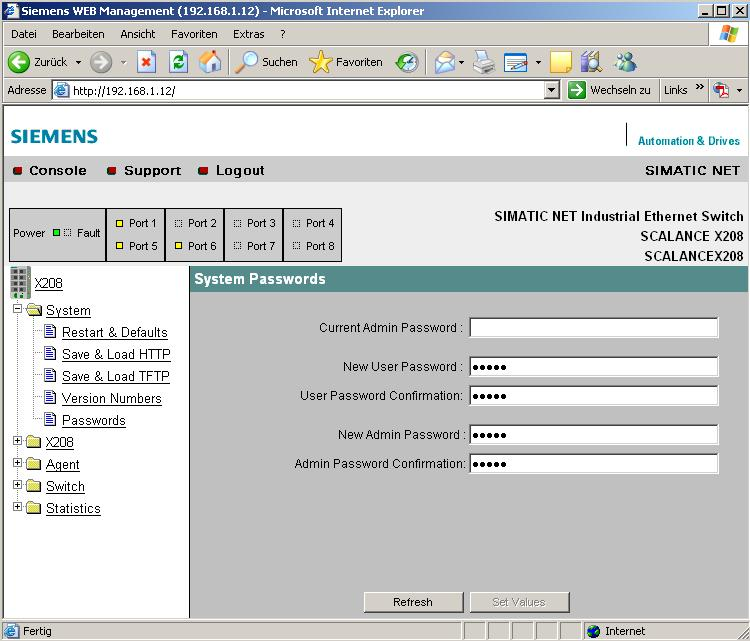 Siemens WEB Management (192.168.1.12) - Microsoft Internet Explorer
Datei Bearbeiten Ansicht Favoriten Extras ?
Zurück Suchen Favoriten
Adresse http://192.168.1.12/ Wechseln zu Links »
SIEMENS
Automation & Drives
Console Support Logout SIMATIC NET
Power Fault Port 1 Port 2 Port 3 Port 4
Port 5 Port 6 Port 7 Port 8
SIMATIC NET Industrial Ethernet Switch
SCALANCE X208
SCALANCEX208
X208
System
Restart & Defaults
Save & Load HTTP
Save & Load TFTP
Version Numbers
Passwords
X208
Agent
Switch
Statistics
System Passwords
Current Admin Password :
New User Password : •••••
User Password Confirmation: •••••
New Admin Password : •••••
Admin Password Confirmation: •••••
Refresh Set Values
Fertig Internet